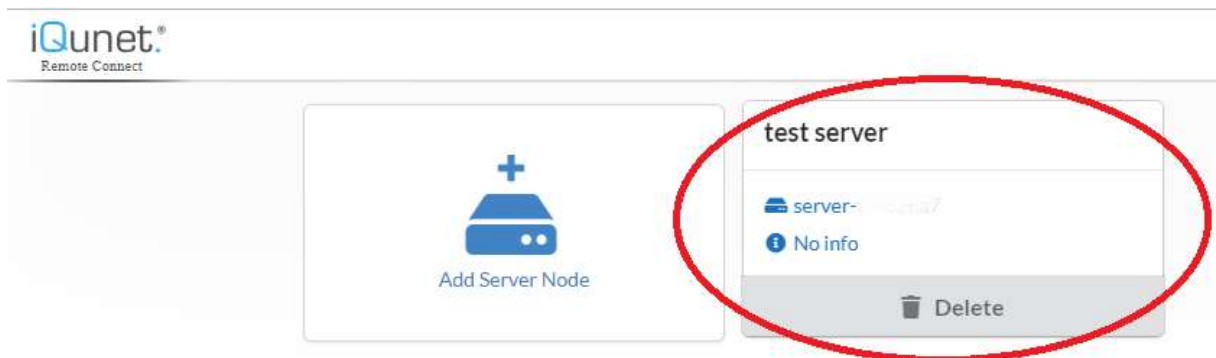 iQunet.®
Remote Connect
test server
server-
No info
Add Server Node
Delete